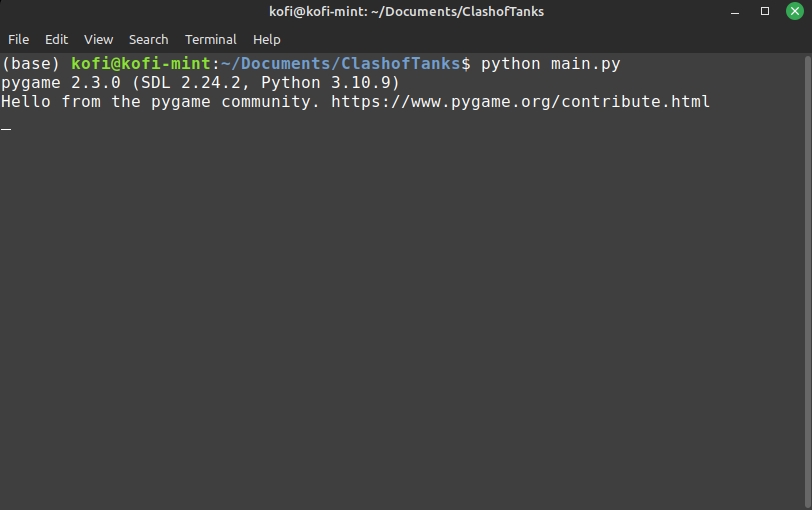 kofi@kofi-mint: ~/Documents/ClashofTanks
File Edit View Search Terminal Help
(base) kofi@kofi-mint:~/Documents/ClashofTanks$ python main.py
pygame 2.3.0 (SDL 2.24.2, Python 3.10.9)
Hello from the pygame community. https://www.pygame.org/contribute.html